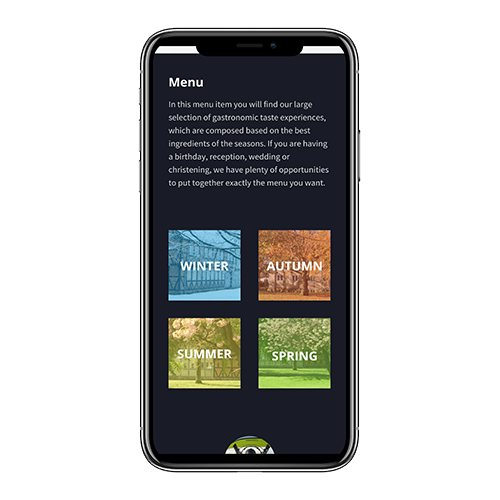 Menu
In this menu item you will find our large
selection of gastronomic taste experiences,
which are composed based on the best
ingredients of the seasons. If you are having
a birthday, reception, wedding or
christening, we have plenty of opportunities
to put together exactly the menu you want.
WINTER
AUTUMN
SUMMER
SPRING